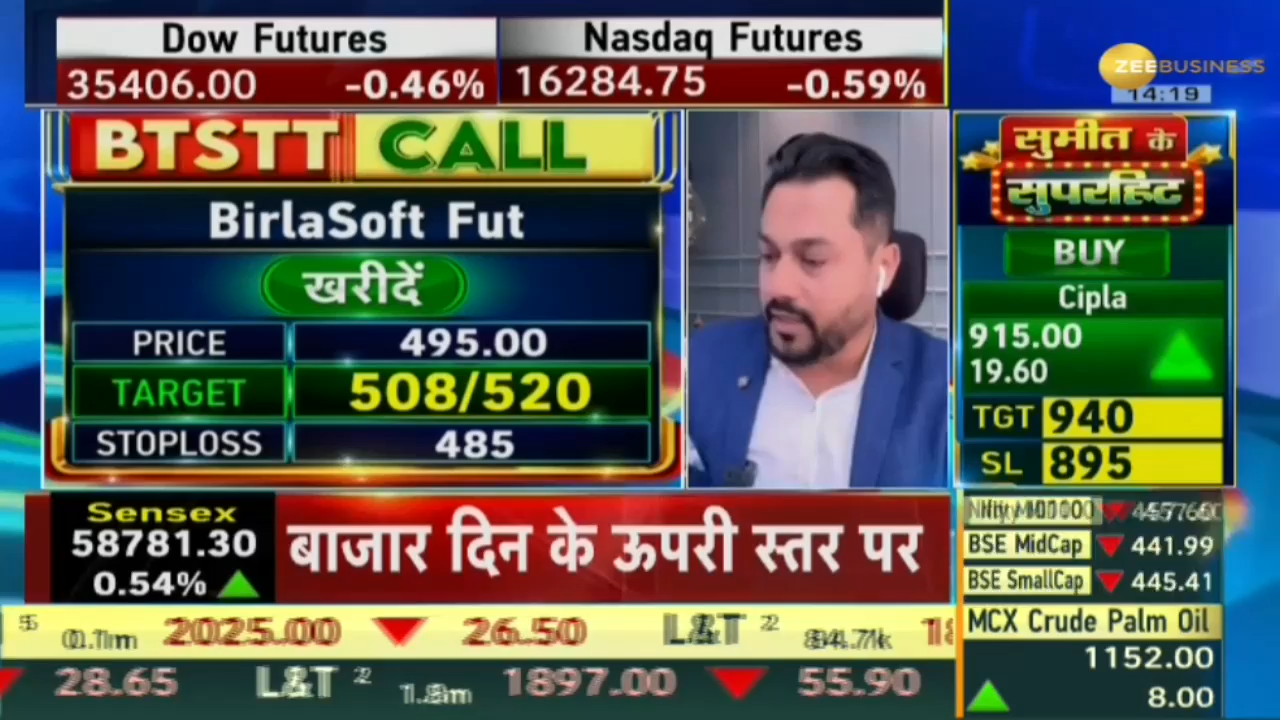 Dow Futures
35406.00 -0.46%
Nasdaq Futures
16284.75 -0.59%
ZEEBUSINESS
14:19
BTSTT CALL
BirlaSoft Fut
खरीदें
PRICE 495.00
TARGET 508/520
STOPLOSS 485
सुमीत के
सुपरहिट
BUY
Cipla
915.00
19.60
TGT 940
SL 895
Sensex
58781.30
0.54%
बाजार दिन के ऊपरी स्तर पर
BSE MidCap 441.99
BSE SmallCap 445.41
MCX Crude Palm Oil
1152.00
8.00
2025.00 26.50 L&T
28.65 L&T 1897.00 55.90